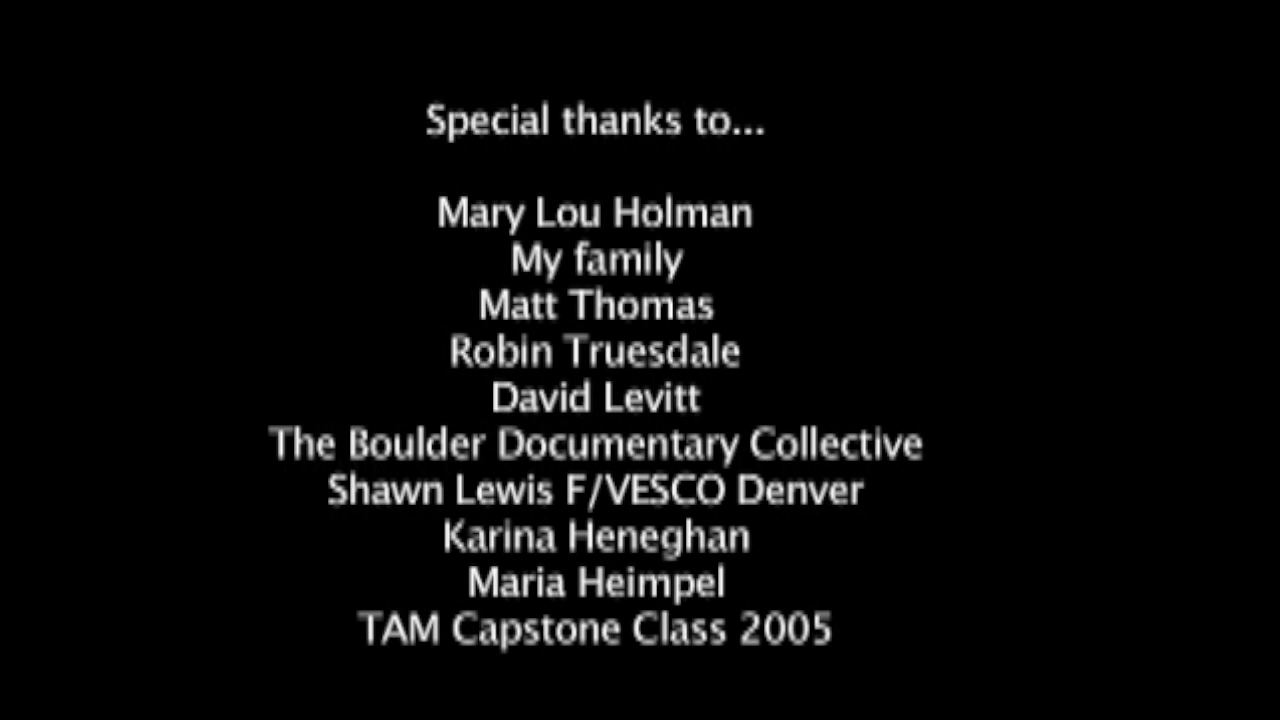 Special thanks to...
Mary Lou Holman
My family
Matt Thomas
Robin Truesdale
David Levitt
The Boulder Documentary Collective
Shawn Lewis F/VESCO Denver
Karina Heneghan
Maria Heimpel
TAM Capstone Class 2005